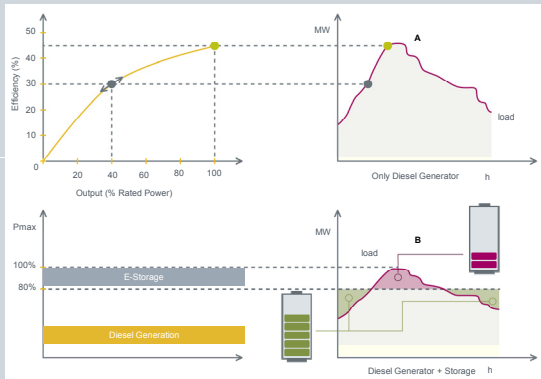 50
40
30
20
10
0
Efficiency (%)
20 40 60 80 100
Output (% Rated Power)
MW
A
load
Only Diesel Generator h
Pmax
100%
80%
E-Storage
Diesel Generation
MW
load
B
Diesel Generator + Storage h